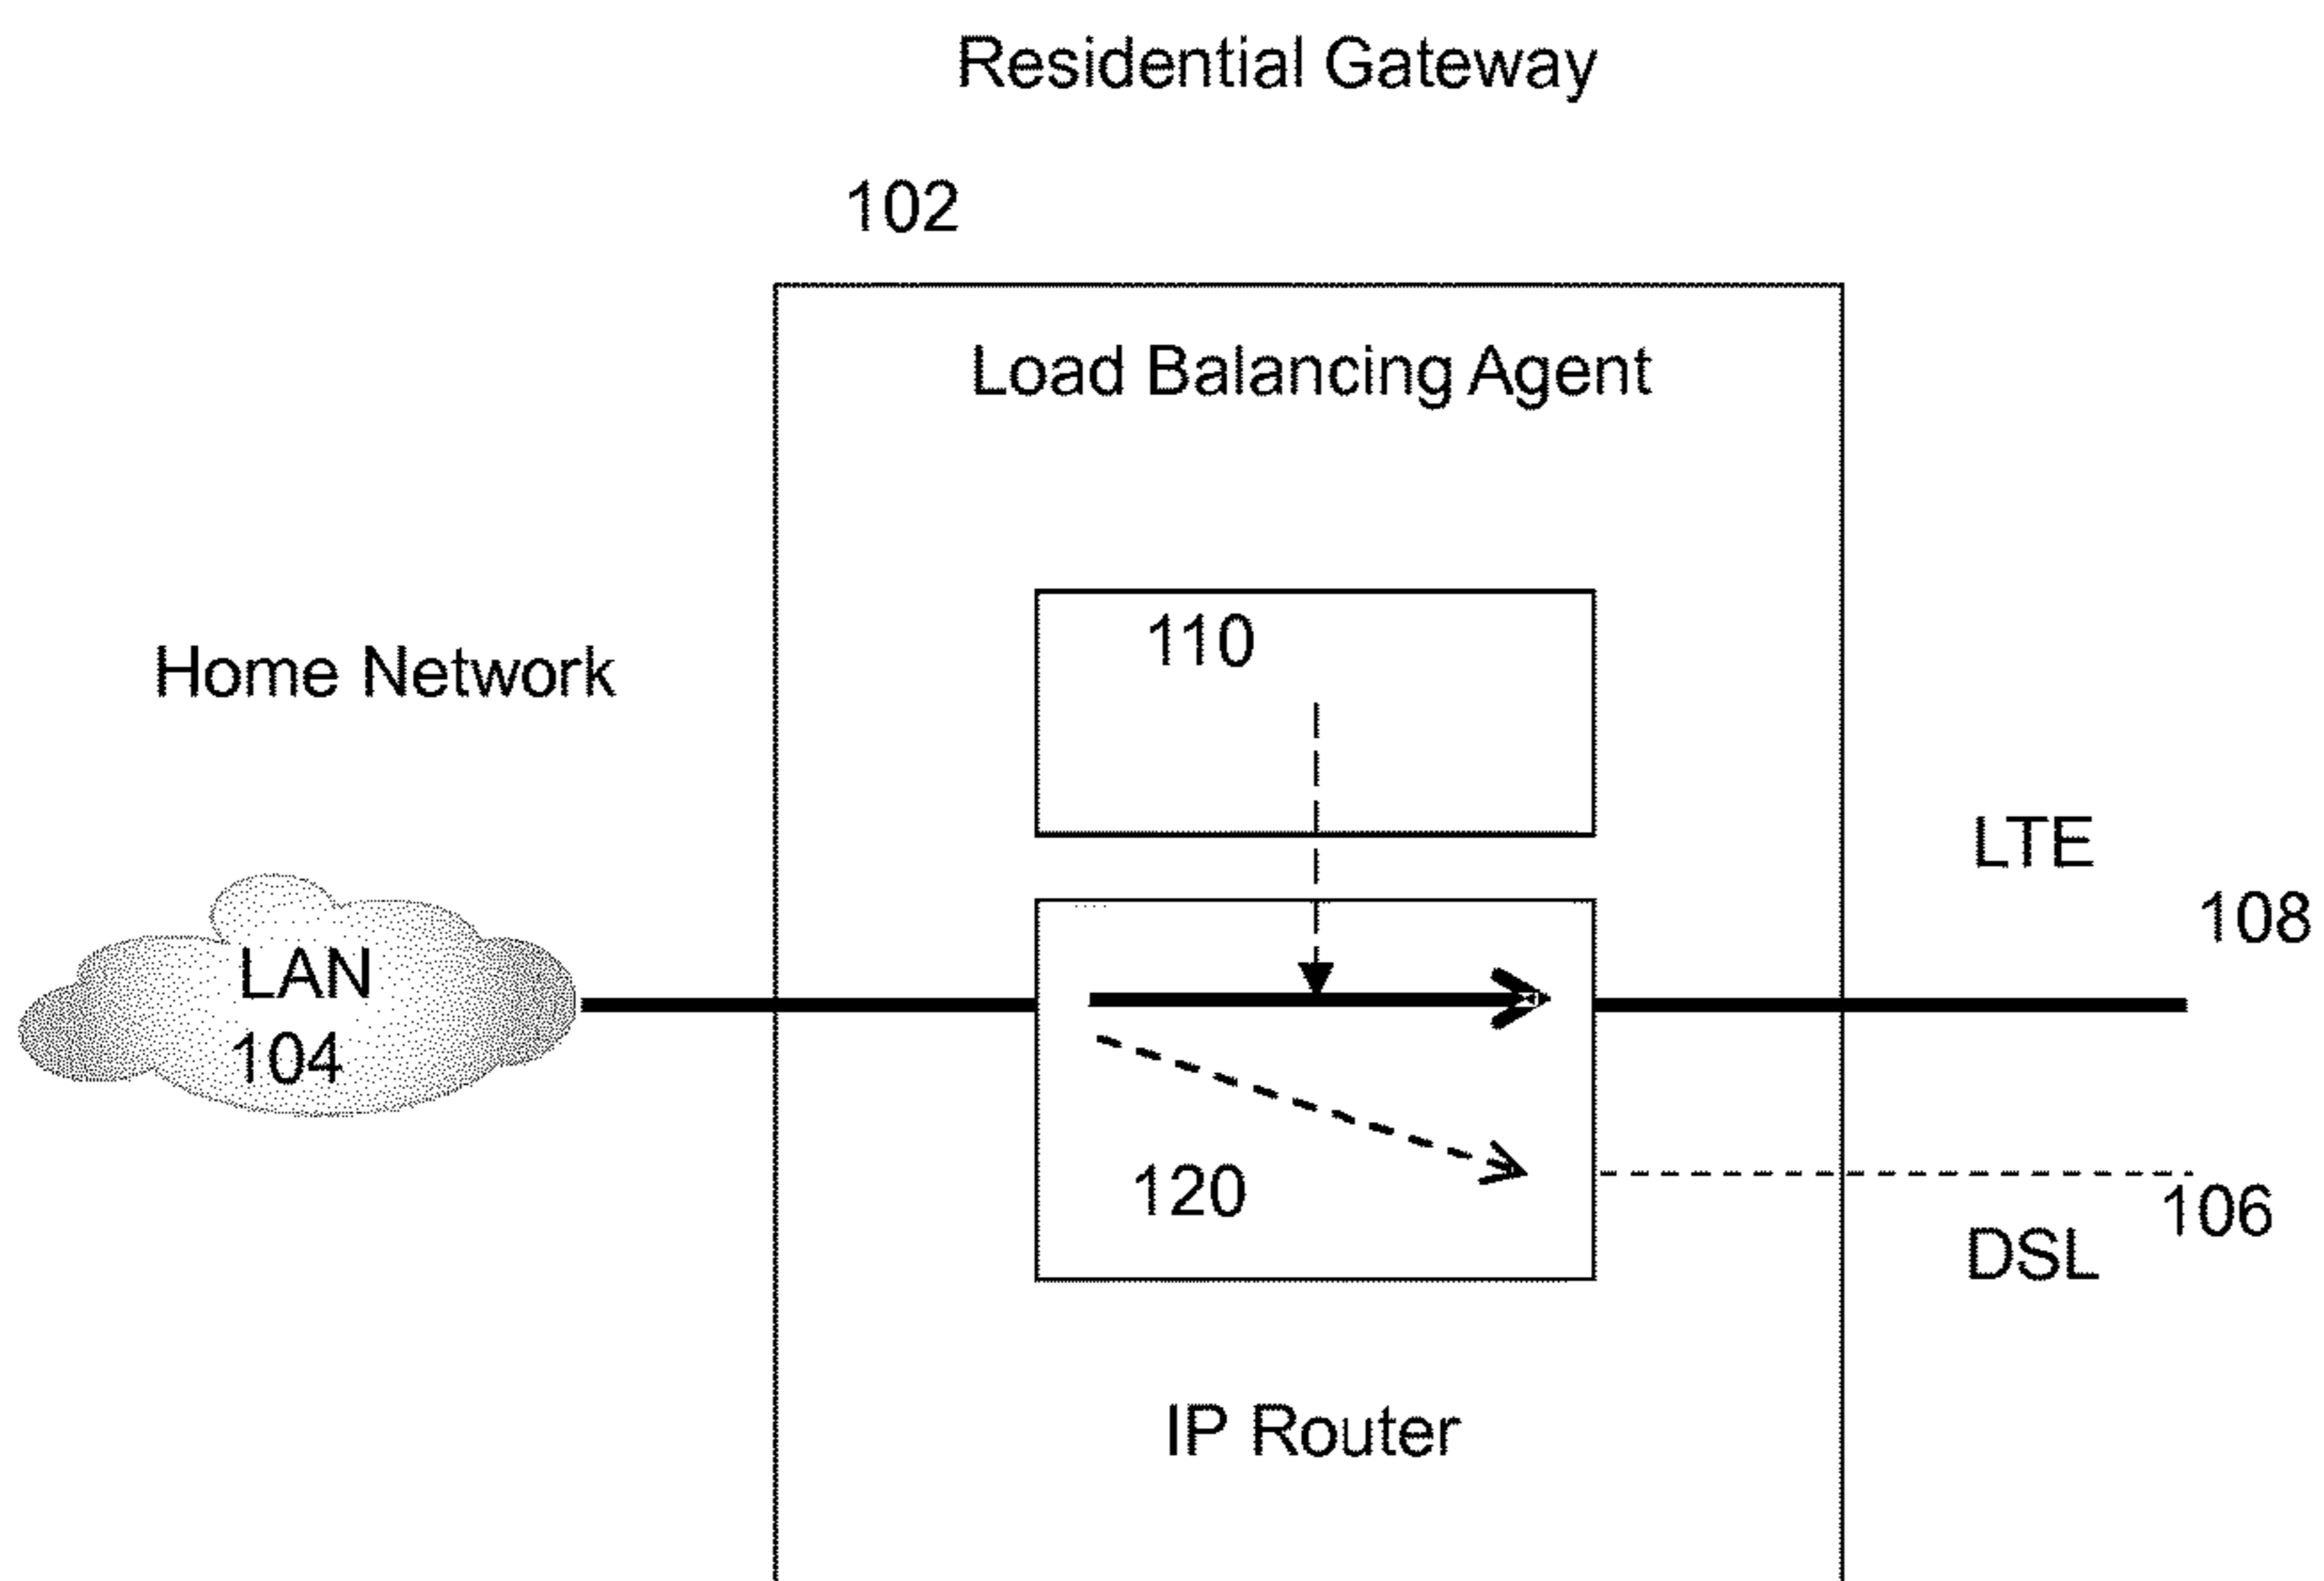 Residential Gateway
102
Load Balancing Agent
110
Home Network
LTE
108
LAN
104
120
106
DSL
IP Router